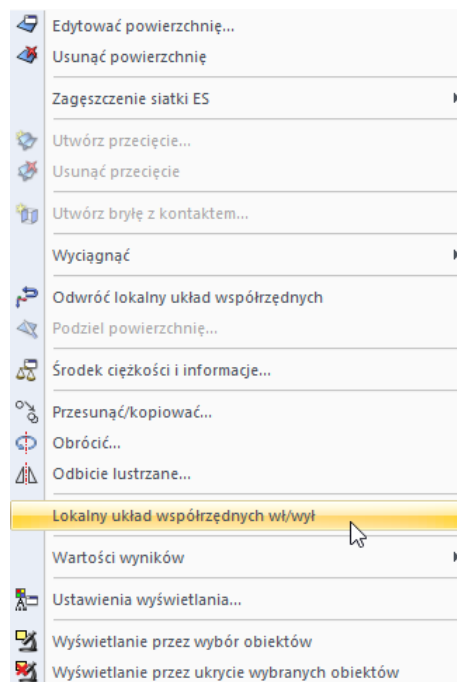 Edytować powierzchnię...
Usunąć powierzchnię
Zagęszczenie siatki ES
Utwórz przecięcie...
Usunąć przecięcie
Utwórz bryłę z kontaktem...
Wyciągnąć
Odwróć lokalny układ współrzędnych
Podziel powierzchnię...
Środek ciężkości i informacje...
Przesunąć/kopiować...
Obrócić...
Odbicie lustrzane...
Lokalny układ współrzędnych wł/wył
Wartości wyników
Ustawienia wyświetlania...
Wyświetlanie przez wybór obiektów
Wyświetlanie przez ukrycie wybranych obiektów